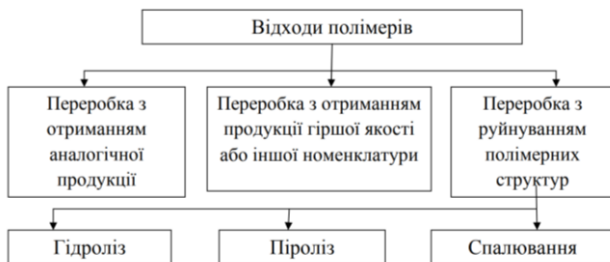 Відходи полімерів
Переробка з
отриманням
аналогічної
продукції
Переробка з отриманням
продукції гіршої якості
або іншої номенклатури
Переробка з
руйнуванням
полімерних
структур
Гідроліз
Піроліз
Спалювання